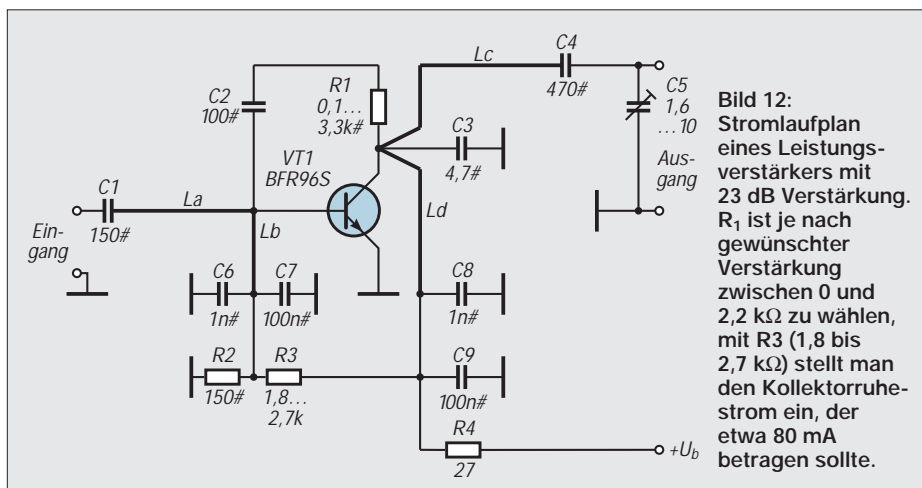 C4
Lc
470#
C5
1,6
...10
R1
0,1...
3,3k#
C2
100#
C3
4,7#
VT1
BFR96S
Aus-
gang
C1
La
Lb
Ld
150#
Ein-
gang
C6
C7
C8
1n#
100n#
1n#
R2
R3
C9
150#
1,8...
2,7k
100n#
R4
27
+Ub
Bild 12:
Stromlaufplan
eines Leistungs-
verstärkers mit
23 dB Verstärkung.
R1 ist je nach
gewünschter
Verstärkung
zwischen 0 und
2,2 kΩ zu wählen,
mit R3 (1,8 bis
2,7 kΩ) stellt man
den Kollektorruhe-
strom ein, der
etwa 80 mA
betragen sollte.